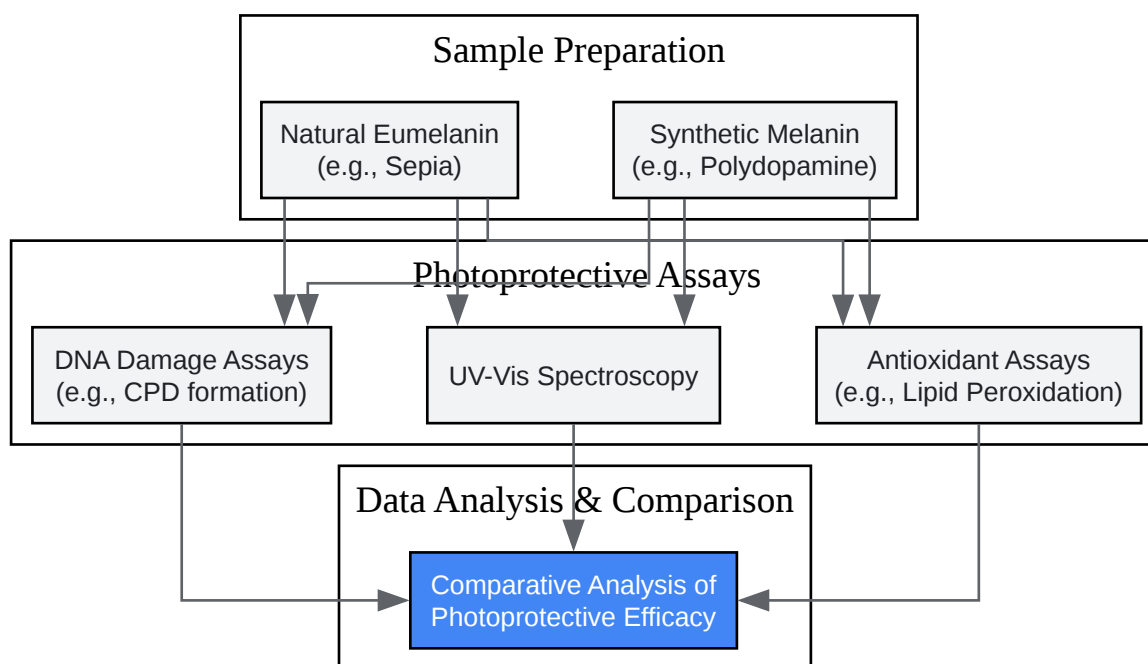 Sample Preparation
Natural Eumelanin
(e.g., Sepia)
Synthetic Melanin
(e.g., Polydopamine)
Photoprotective Assays
DNA Damage Assays
(e.g., CPD formation)
UV-Vis Spectroscopy
Antioxidant Assays
(e.g., Lipid Peroxidation)
Data Analysis & Comparison
Comparative Analysis of
Photoprotective Efficacy